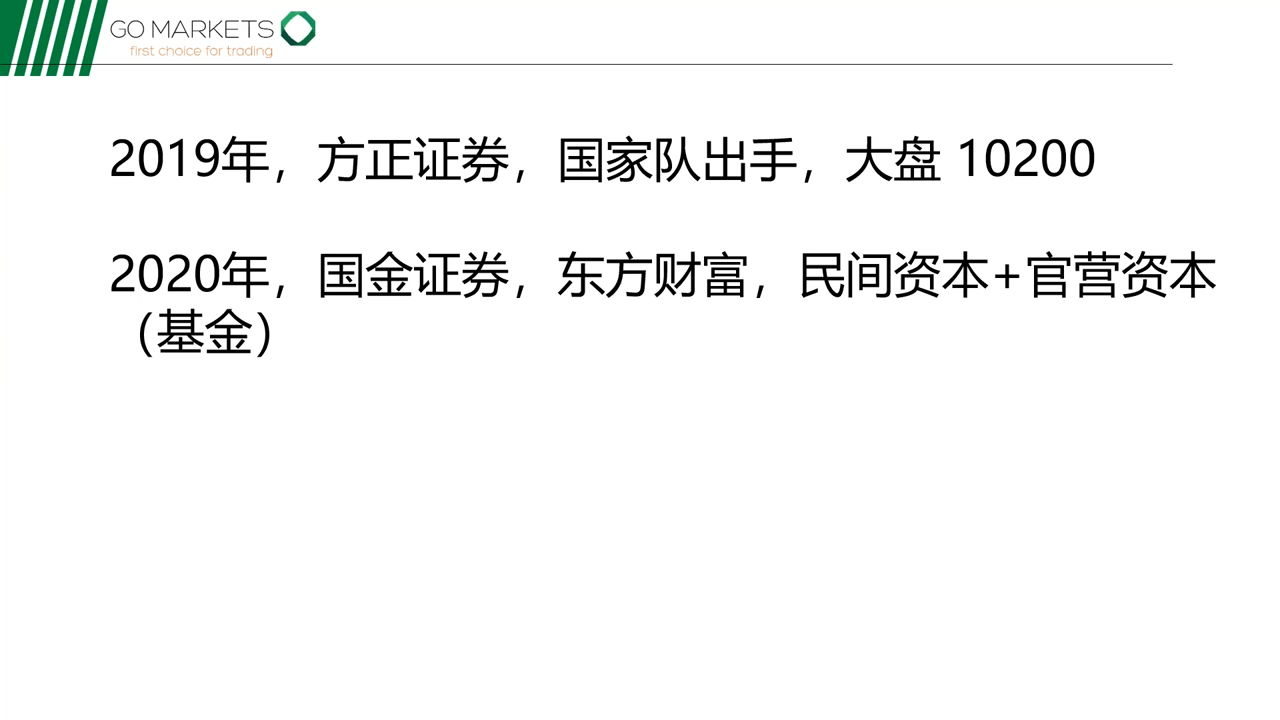 GO MARKETS
first choice for trading
2019年，方正证券，国家队出手，大盘 10200
2020年，国金证券，东方财富，民间资本+官营资本
（基金）